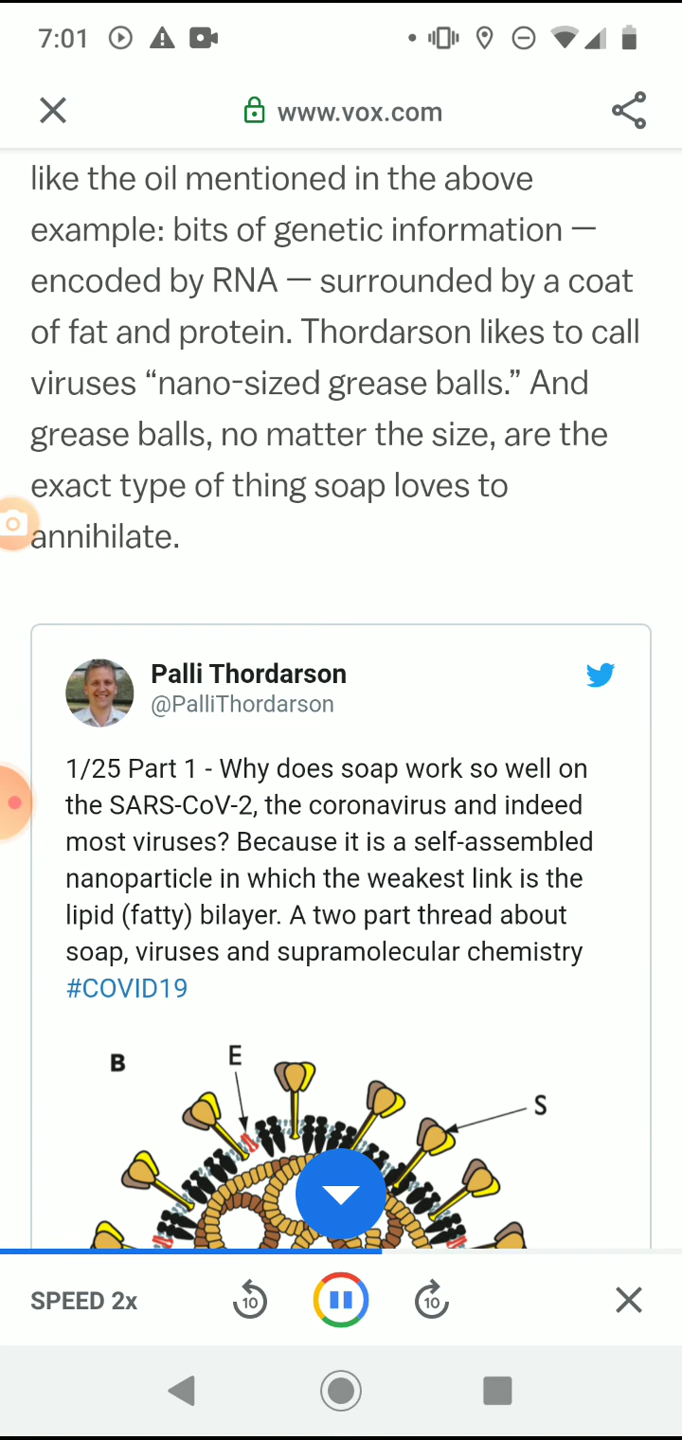 7:01
www.vox.com
like the oil mentioned in the above
example: bits of genetic information —
encoded by RNA — surrounded by a coat
of fat and protein. Thordarson likes to call
viruses “nano-sized grease balls.” And
grease balls, no matter the size, are the
exact type of thing soap loves to
annihilate.
Palli Thordarson
@PalliThordarson
1/25 Part 1 - Why does soap work so well on
the SARS-CoV-2, the coronavirus and indeed
most viruses? Because it is a self-assembled
nanoparticle in which the weakest link is the
lipid (fatty) bilayer. A two part thread about
soap, viruses and supramolecular chemistry
#COVID19
B
E
S
SPEED 2x
10
10